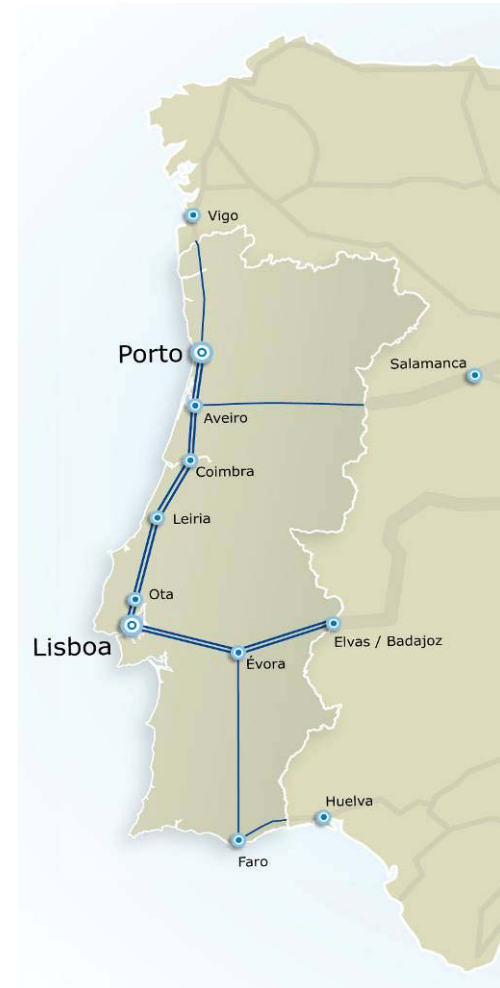 Vigo
Porto
Salamanca
Aveiro
Coimbra
Leiria
Ota
Lisboa
Elvas / Badajoz
Évora
Huelva
Faro